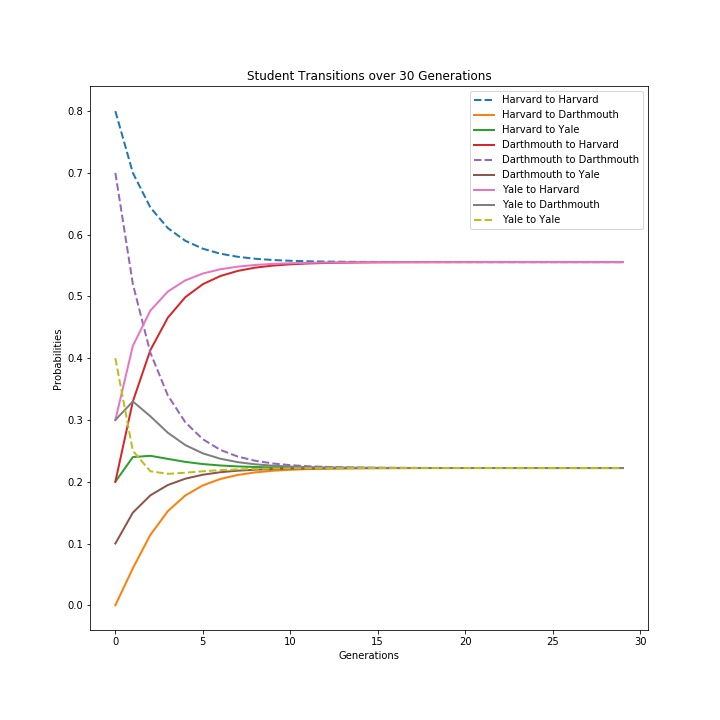 Student Transitions over 30 Generations
Harvard to Harvard
Harvard to Darthmouth
Harvard to Yale
Darthmouth to Harvard
Darthmouth to Darthmouth
Darthmouth to Yale
Yale to Harvard
Yale to Darthmouth
Yale to Yale
Probabilities
0.8
0.7
0.6
0.5
0.4
0.3
0.2
0.1
0.0
0 5 10 15 20 25 30
Generations